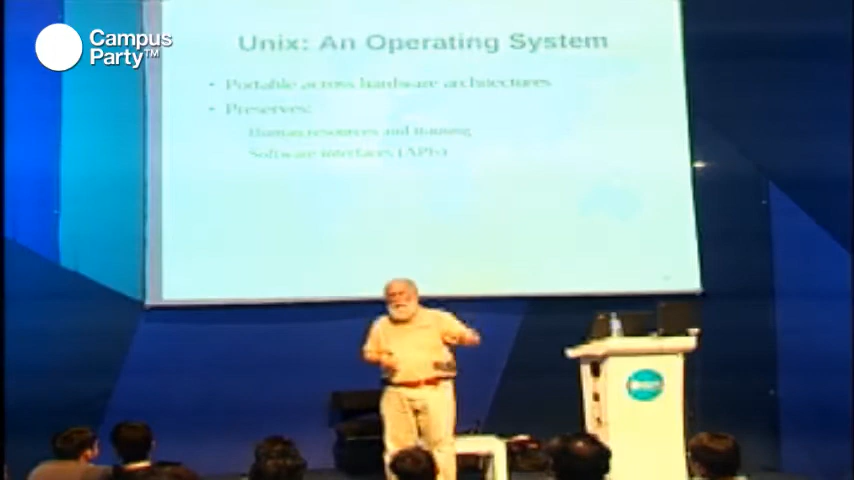 Campus
Party™
Unix: An Operating System
• Portable across hardware architectures
• Preserves:
Human resources and training
Software interfaces (APIs)